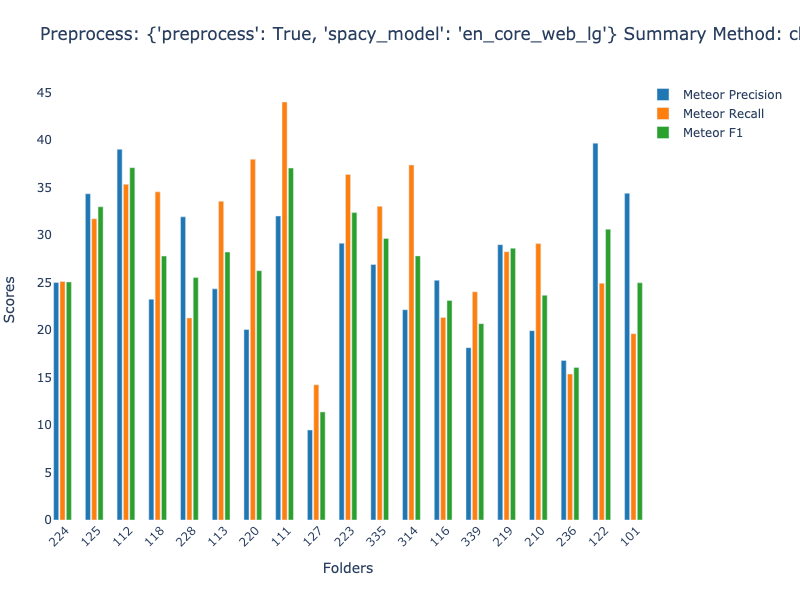 Preprocess: {'preprocess': True, 'spacy_model': 'en_core_web_lg'} Summary Method:
Meteor Precision
Meteor Recall
Meteor F1
45
40
35
30
25
20
15
10
5
0
Scores
224 125 112 118 228 113 220 111 127 223 335 314 116 339 219 210 236 122 101
Folders